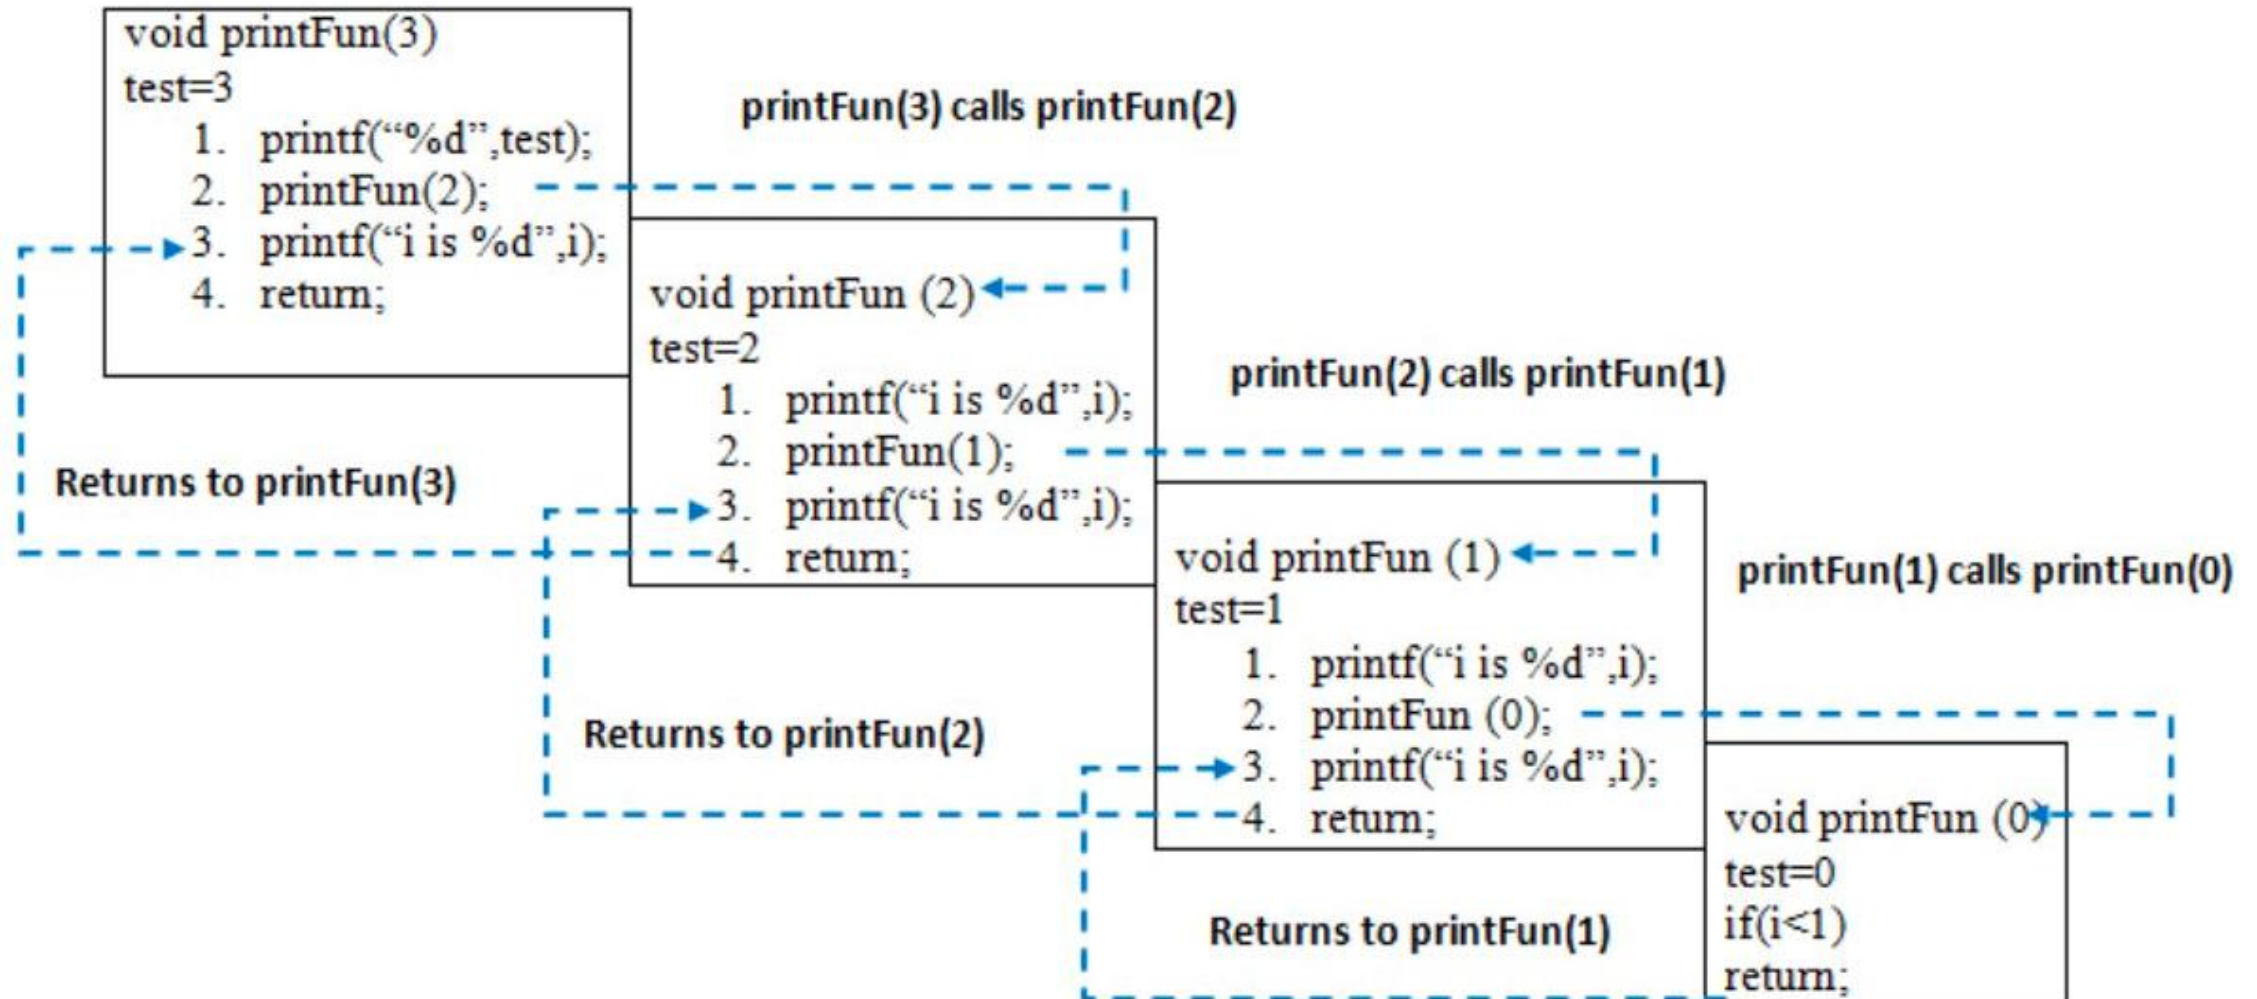 void printFun(3)
test=3
1. printf(“%d”,test);
2. printFun(2);
3. printf(“i is %d”,i);
4. return;
printFun(3) calls printFun(2)
void printFun (2)
test=2
1. printf(“i is %d”,i);
2. printFun(1);
3. printf(“i is %d”,i);
4. return;
Returns to printFun(3)
printFun(2) calls printFun(1)
void printFun (1)
test=1
1. printf(“i is %d”,i);
2. printFun (0);
3. printf(“i is %d”,i);
4. return;
Returns to printFun(2)
printFun(1) calls printFun(0)
void printFun (0)
test=0
if(i<1)
return;
Returns to printFun(1)